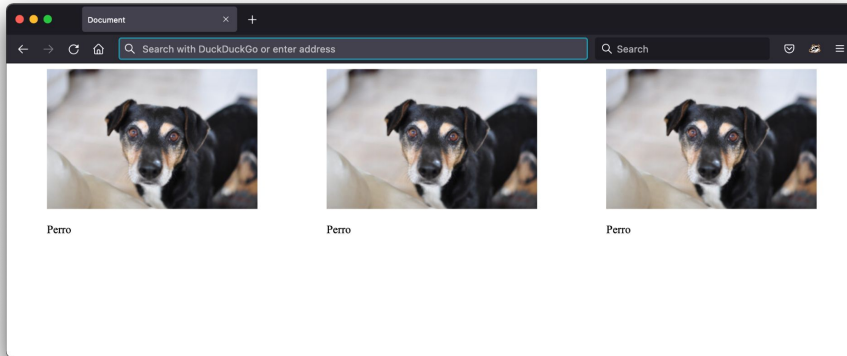 Document
Search with DuckDuckGo or enter address
Search
Perro
Perro
Perro